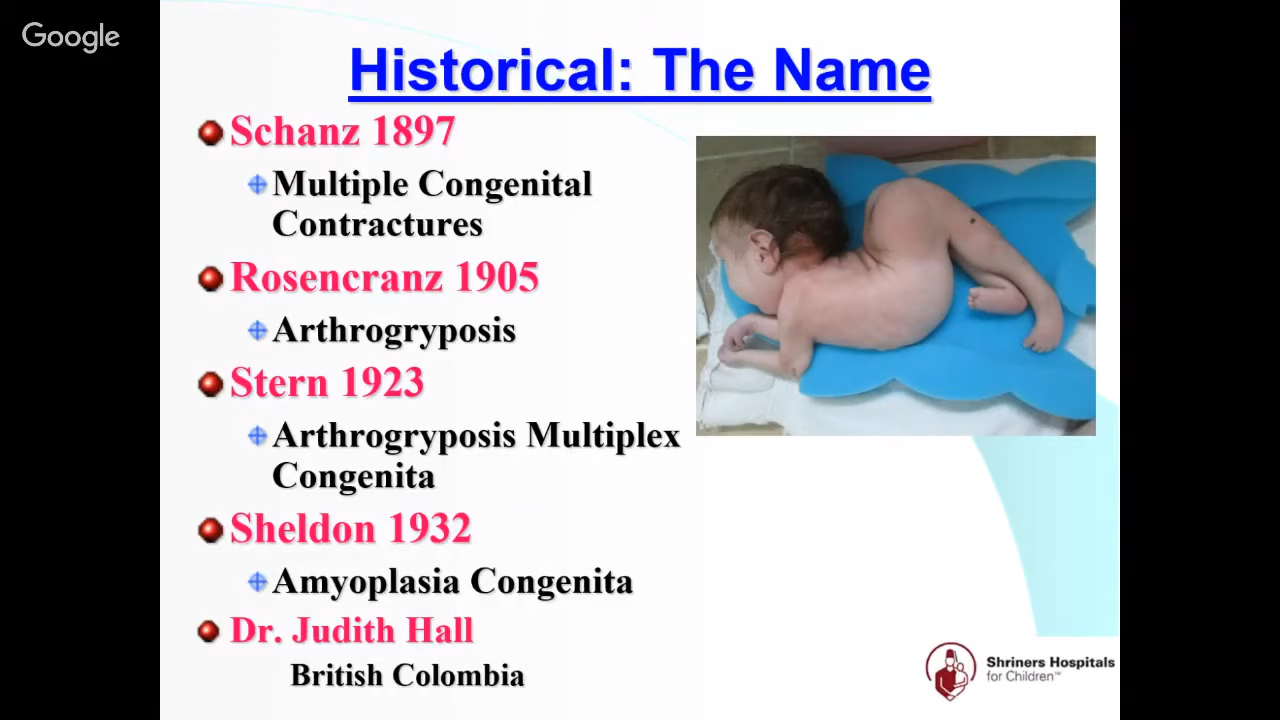 Google
Historical: The Name
Schanz 1897
Multiple Congenital
Contractures
Rosencranz 1905
Arthrogryposis
Stern 1923
Arthrogryposis Multiplex
Congenita
Sheldon 1932
Amyoplasia Congenita
Dr. Judith Hall
British Colombia
Shriners Hospitals
for Children™